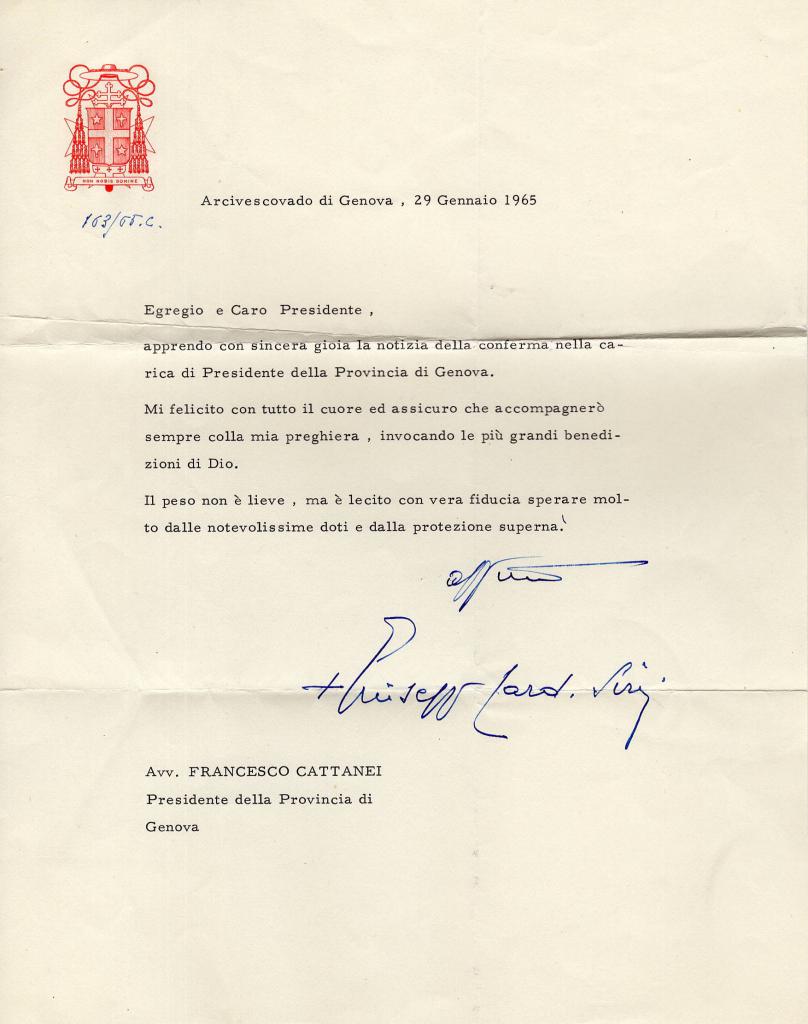 NON NOBIS DOMINE
Arcivescovado di Genova , 29 Gennaio 1965
163/65.C.
Egregio e Caro Presidente ,
apprendo con sincera gioia la notizia della conferma nella ca-
rica di Presidente della Provincia di Genova.
Mi felicito con tutto il cuore ed assicuro che accompagnerò
sempre colla mia preghiera , invocando le più grandi benedi-
zioni di Dio.
Il peso non è lieve , ma è lecito con vera fiducia sperare mol-
to dalle notevolissime doti e dalla protezione superna.
+ Giuseppe Card. Siri
Avv. FRANCESCO CATTANEI
Presidente della Provincia di
Genova